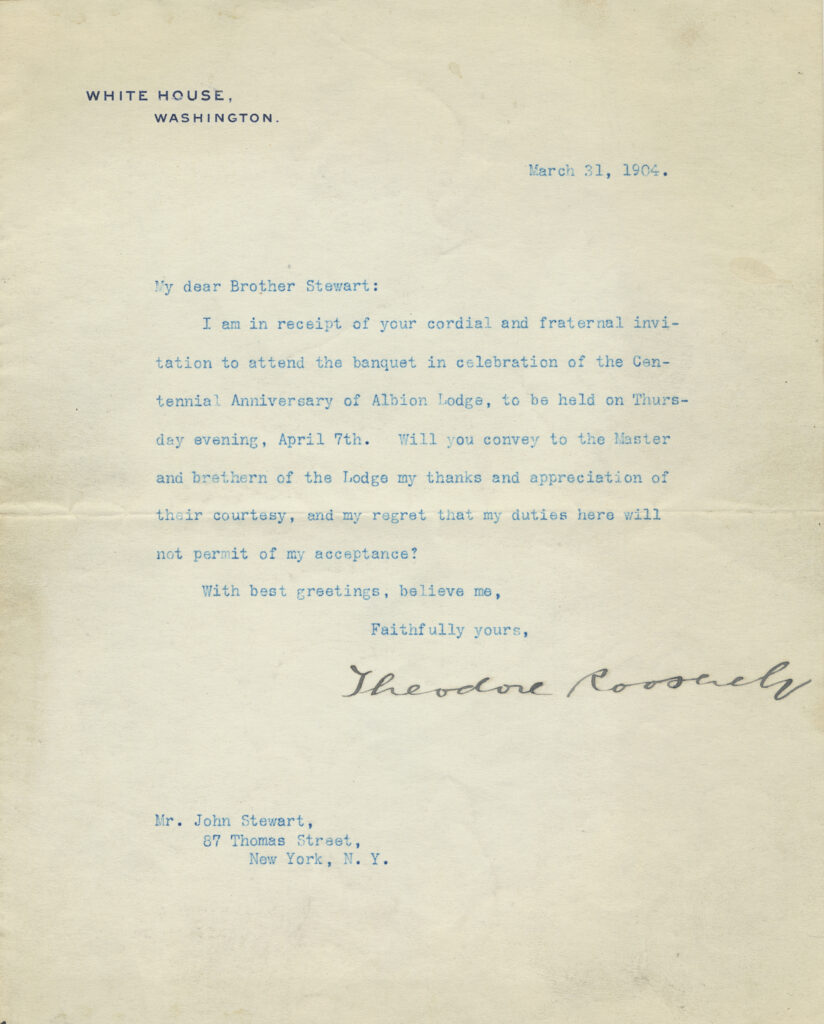 WHITE HOUSE,
WASHINGTON.
March 31, 1904.
My dear Brother Stewart:
I am in receipt of your cordial and fraternal invi-
tation to attend the banquet in celebration of the Cen-
tennial Anniversary of Albion Lodge, to be held on Thurs-
day evening, April 7th. Will you convey to the Master
and brethern of the Lodge my thanks and appreciation of
their courtesy, and my regret that my duties here will
not permit of my acceptance?
With best greetings, believe me,
Faithfully yours,
Theodore Roosevelt
Mr. John Stewart,
87 Thomas Street,
New York, N. Y.